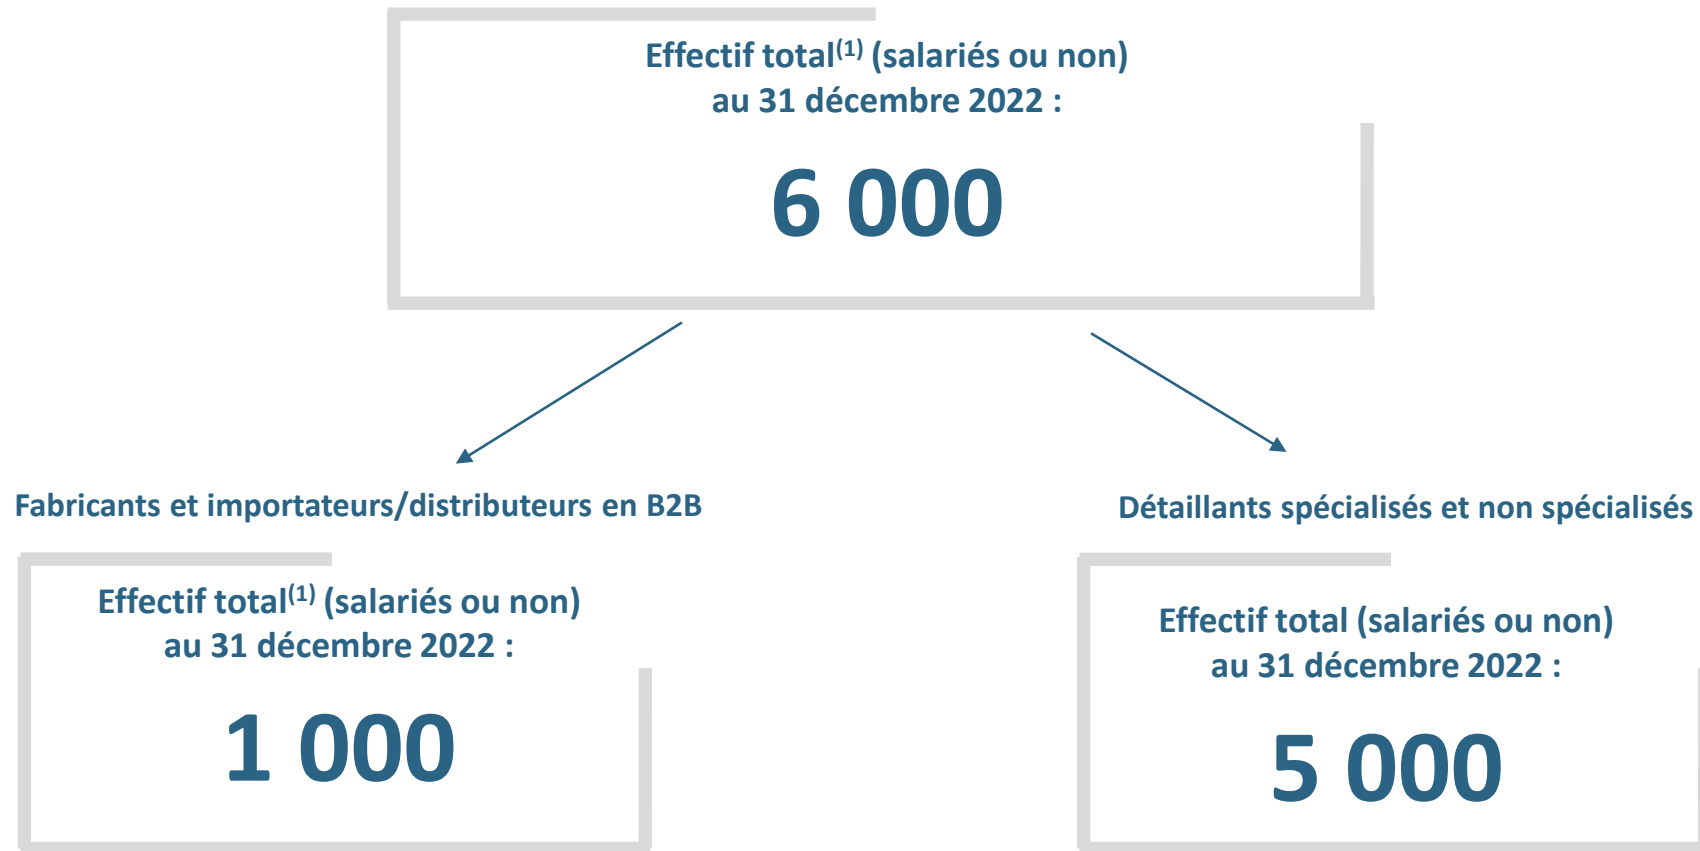 Effectif total(1) (salariés ou non)
au 31 décembre 2022 :
6 000
Fabricants et importateurs/distributeurs en B2B
Effectif total(1) (salariés ou non)
au 31 décembre 2022 :
1 000
Détaillants spécialisés et non spécialisés
Effectif total (salariés ou non)
au 31 décembre 2022 :
5 000